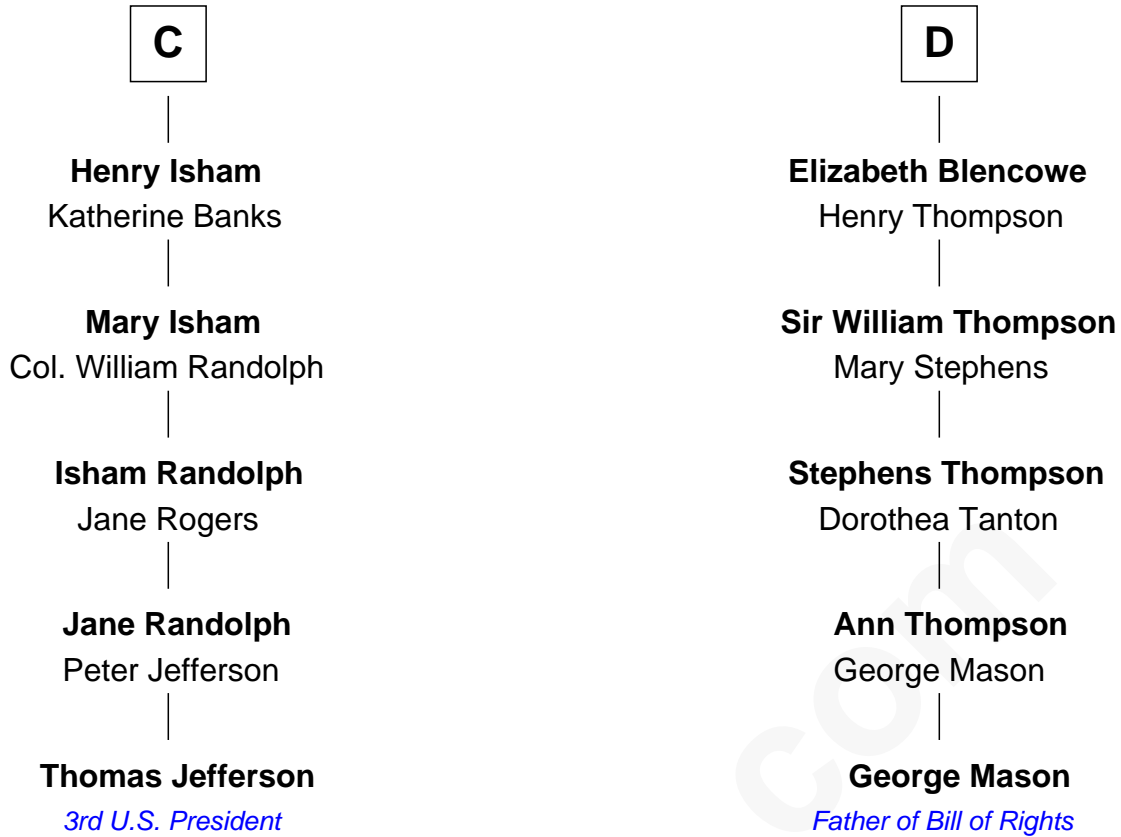 C
Henry Isham
Katherine Banks
Mary Isham
Col. William Randolph
Isham Randolph
Jane Rogers
Jane Randolph
Peter Jefferson
Thomas Jefferson
3rd U.S. President
D
Elizabeth Blencowe
Henry Thompson
Sir William Thompson
Mary Stephens
Stephens Thompson
Dorothea Tanton
Ann Thompson
George Mason
George Mason
Father of Bill of Rights
com